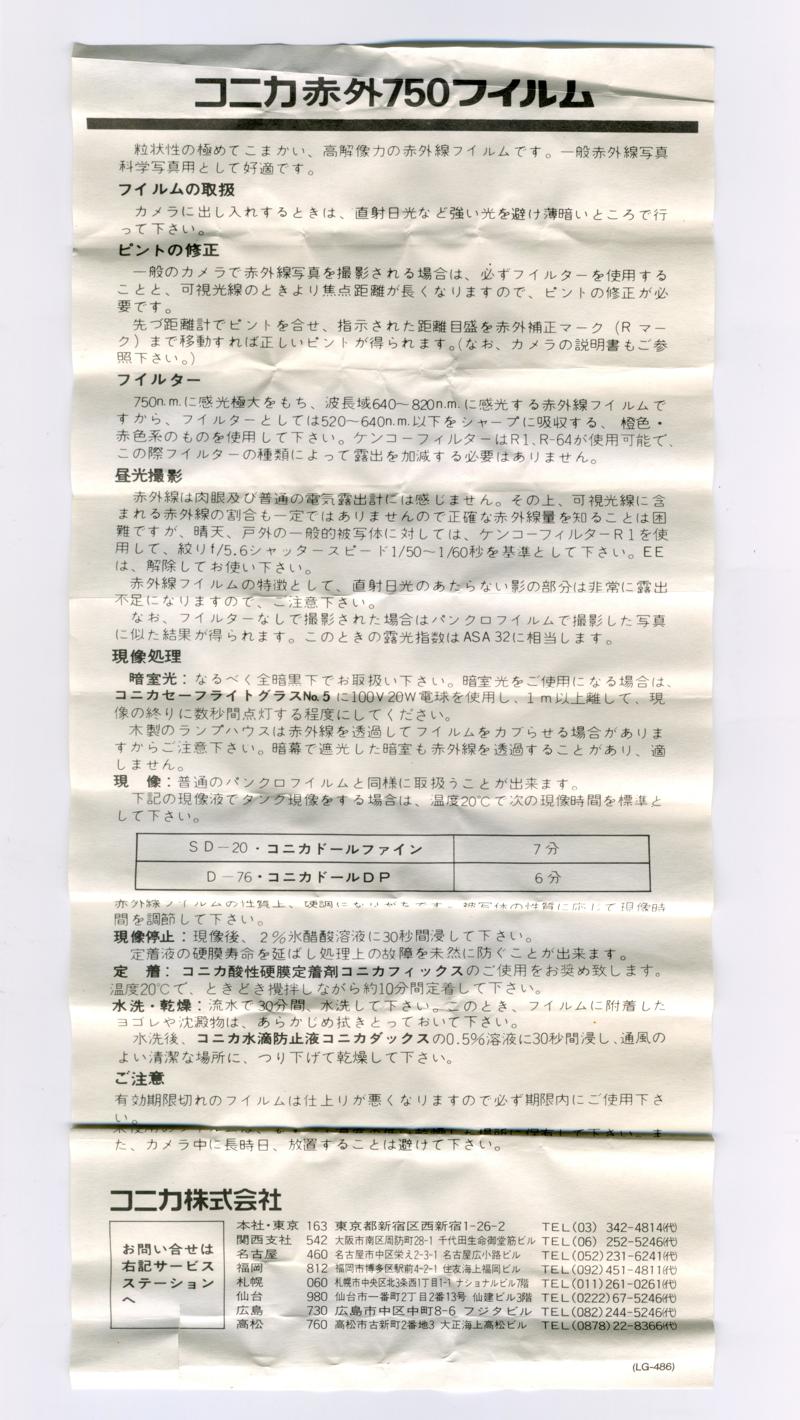 コニカ赤外750フイルム
粒状性の極めてこまかい、高解像力の赤外線フイルムです。一般赤外線写真
科学写真用として好適です。
フイルムの取扱
カメラに出し入れするときは、直射日光など強い光を避け薄暗いところで行
って下さい。
ピントの修正
一般のカメラで赤外線写真を撮影される場合は、必ずフイルターを使用する
ことと、可視光線のときより焦点距離が長くなりますので、ピントの修正が必
要です。
先づ距離計でピントを合せ、指示された距離目盛を赤外補正マーク（R マー
ク）まで移動すれば正しいピントが得られます。（なお、カメラの説明書もご参
照下さい。）
フイルター
750n.m.に感光極大をもち、波長域640〜820n.m.に感光する赤外線フイルムで
すから、フイルターとしては520〜640n.m.以下をシャープに吸収する、橙色・
赤色系のものを使用して下さい。ケンコーフィルターはR1、R-64が使用可能で、
この際フイルターの種類によって露出を加減する必要はありません。
昼光撮影
赤外線は肉眼及び普通の電気露出計には感じません。その上、可視光線に含
まれる赤外線の割合も一定ではありませんので正確な赤外線量を知ることは困
難ですが、晴天、戸外の一般的被写体に対しては、ケンコーフィルターR1を使
用して、絞りf/5.6シャッタースピード1/50〜1/60秒を基準として下さい。EE
は、解除してお使い下さい。
赤外線フイルムの特徴として、直射日光のあたらない影の部分は非常に露出
不足になりますので、ご注意下さい。
なお、フイルターなしで撮影された場合はパンクロフイルムで撮影した写真
に似た結果が得られます。このときの露光指数はASA 32に相当します。
現像処理
暗室光：なるべく全暗黒下でお取扱い下さい。暗室光をご使用になる場合は、
コニカセーフライトグラスNo.5 に100V20W電球を使用し、1m以上離して、現
像の終りに数秒間点灯する程度にしてください。
木製のランプハウスは赤外線を透過してフイルムをカブらせる場合がありま
すからご注意下さい。暗幕で遮光した暗室も赤外線を透過することがあり、適
しません。
現 像：普通のパンクロフイルムと同様に取扱うことが出来ます。
下記の現像液でタンク現像をする場合は、温度20℃で次の現像時間を標準と
して下さい。
SD-20・コニカドールファイン 7分
D-76・コニカドールDP 6分
赤外線フイルムの性質上、硬調になりがちです。被写体の性質に応じて現像時
間を調節して下さい。
現像停止：現像後、2％氷醋酸溶液に30秒間浸して下さい。
定着液の硬膜寿命を延ばし処理上の故障を未然に防ぐことが出来ます。
定 着：コニカ酸性硬膜定着剤コニカフィックスのご使用をお奨め致します。
温度20℃で、ときどき攪拌しながら約10分間定着して下さい。
水洗・乾燥：流水で30分間、水洗して下さい。このとき、フイルムに附着した
ヨゴレや沈澱物は、あらかじめ拭きとっておいて下さい。
水洗後、コニカ水滴防止液コニカダックスの0.5％溶液に30秒間浸し、通風の
よい清潔な場所に、つり下げて乾燥して下さい。
ご注意
有効期限切れのフイルムは仕上りが悪くなりますので必ず期限内にご使用下さ
い。
た、カメラ中に長時日、放置することは避けて下さい。
コニカ株式会社
お問い合せは
右記サービス
ステーション
へ
本社・東京 163 東京都新宿区西新宿1-26-2 TEL(03) 342-4814㈹
関西支社 542 大阪市南区周防町28-1 千代田生命御堂筋ビル TEL(06) 252-5246㈹
名古屋 460 名古屋市中区栄え2-3-1 名古屋広小路ビル TEL(052)231-6241㈹
福岡 812 福岡市博多区駅前4-2-1 住友海上福岡ビル TEL(092)451-4811㈹
札幌 060 札幌市中央区北3条西1丁目1-1 ナショナルビル7階 TEL(011)261-0261㈹
仙台 980 仙台市一番町2丁目2番13号 仙建ビル3階 TEL(0222)67-5246㈹
広島 730 広島市中区中町8-6 フジタビル TEL(082)244-5246㈹
高松 760 高松市古新町2番地3 大正海上高松ビル TEL(0878)22-8366㈹
(LG-486)